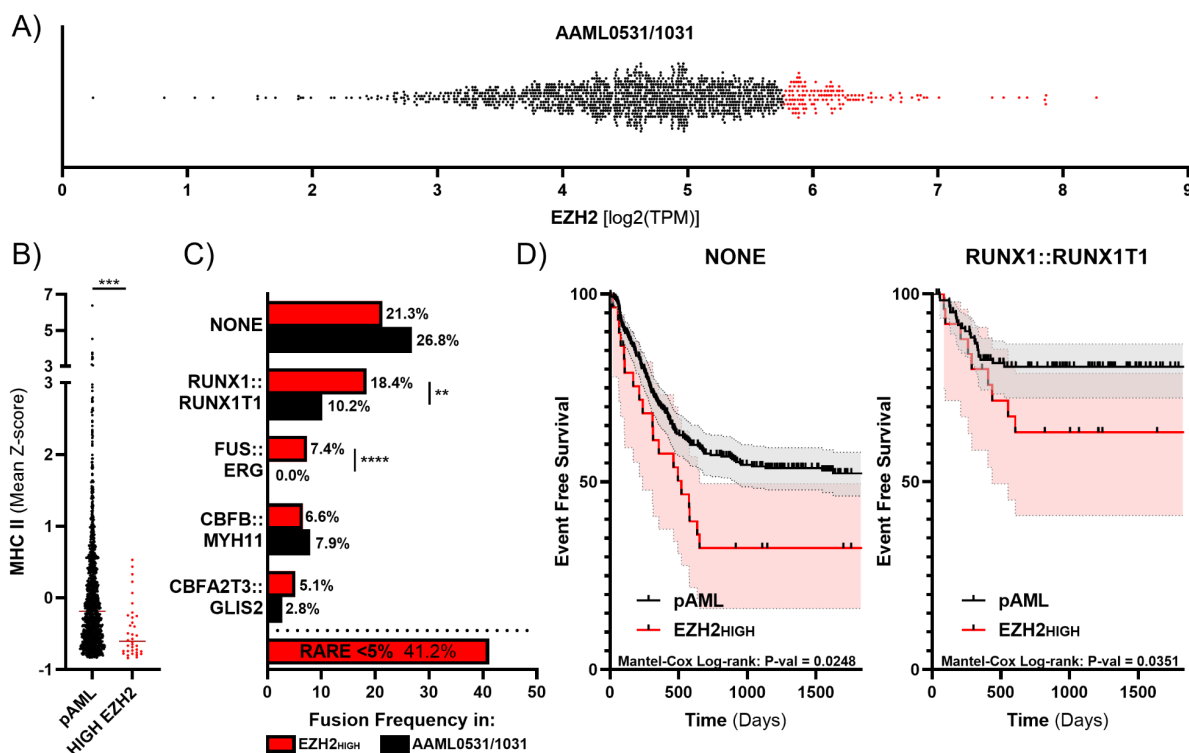 A)
AAML0531/1031
0 1 2 3 4 5 6 7 8 9
EZH2 [log2(TPM)]
B)
***
MHC II (Mean Z-score)
7
5
3
3
2
1
0
-1
pAML
HIGH EZH2
C)
NONE
21.3%
26.8%
RUNX1::
RUNX1T1
18.4%
10.2%
**
FUS::
ERG
7.4%
0.0%
****
CBFB::
MYH11
6.6%
7.9%
CBFA2T3::
GLIS2
5.1%
2.8%
RARE <5% 41.2%
0 10 20 30 40 50
Fusion Frequency in:
EZH2HIGH AAML0531/1031
D)
NONE
Event Free Survival
100
50
0
pAML
EZH2HIGH
Mantel-Cox Log-rank: P-val = 0.0248
0 500 1000 1500
Time (Days)
RUNX1::RUNX1T1
Event Free Survival
100
50
0
pAML
EZH2HIGH
Mantel-Cox Log-rank: P-val = 0.0351
0 500 1000 1500
Time (Days)